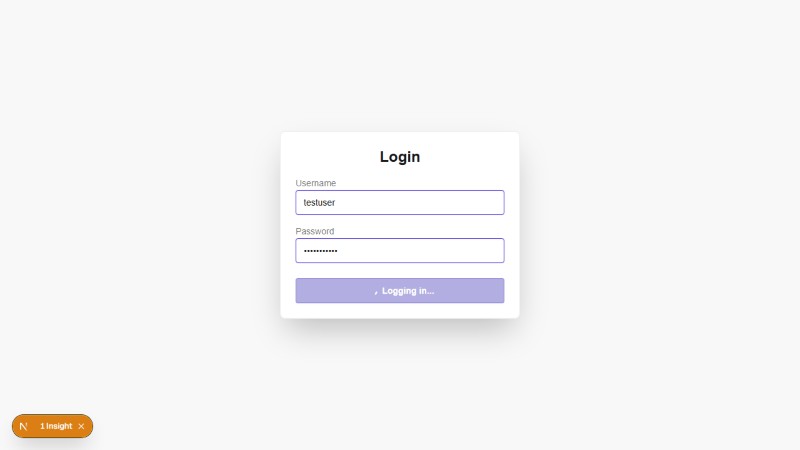 Login
Username
testuser
Password
•••••••••••
Logging in...
N 1 Insight